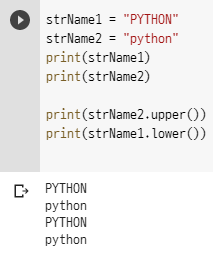 strName1 = "PYTHON"
strName2 = "python"
print(strName1)
print(strName2)
print(strName2.upper())
print(strName1.lower())
PYTHON
python
PYTHON
python